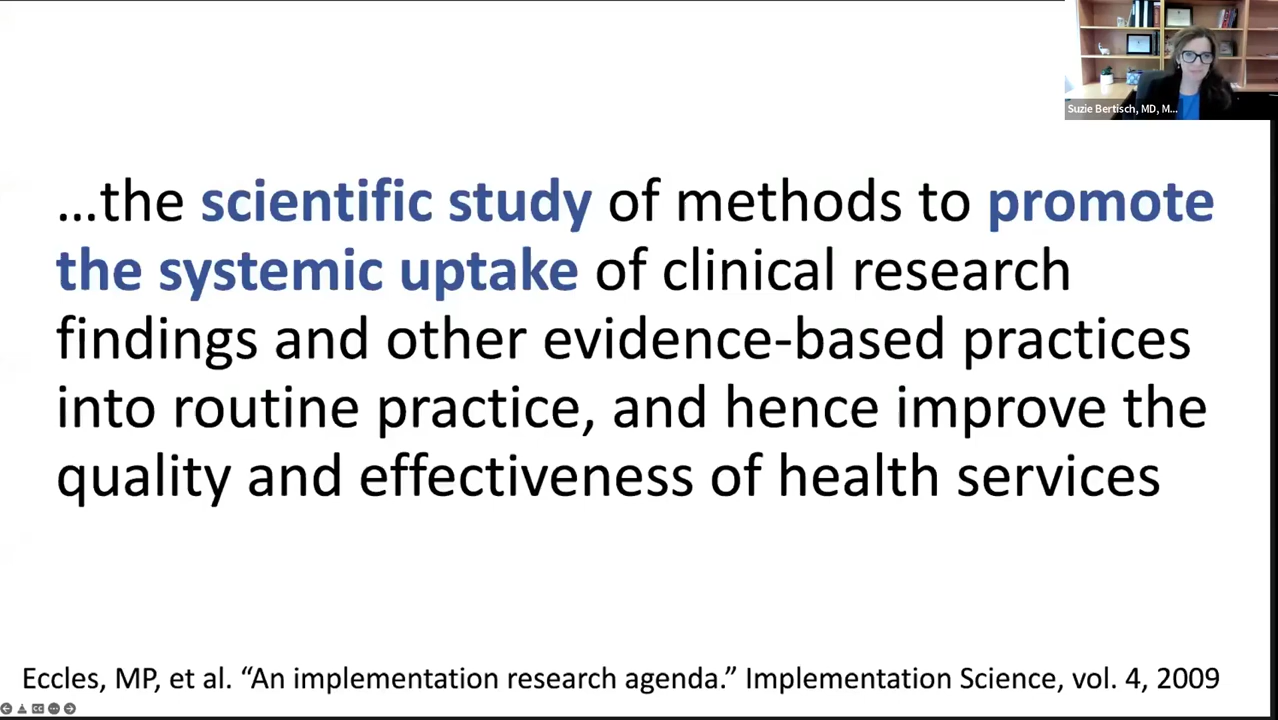 Suzie Bertisch, MD, M...
...the scientific study of methods to promote
the systemic uptake of clinical research
findings and other evidence-based practices
into routine practice, and hence improve the
quality and effectiveness of health services
Eccles, MP, et al. “An implementation research agenda.” Implementation Science, vol. 4, 2009